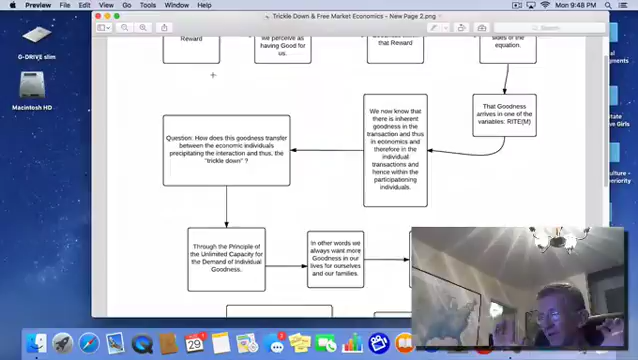 Preview File Edit View Go Tools Window Help
Mon 9:48 PM
Trickle Down & Free Market Economics - New Page 2.png
Search
G-DRIVE slim
Macintosh HD
Reward
we perceive as
having Good for
us.
that Reward
sides of the
equation.
That Goodness
arrives in one of the
variables: RITE(M)
We now know that
there is inherent
goodness in the
transaction and thus
in economics and
therefore in the
individual
transactions and
hence within the
participating
individuals.
Question: How does this goodness transfer
between the economic individuals
precipitating the interaction and thus, the
"trickle down" ?
Through the Principle of
the Unlimited Capacity for
the Demand of Individual
Goodness.
In other words we
always want more
Goodness in our
lives for ourselves
and our families.
29